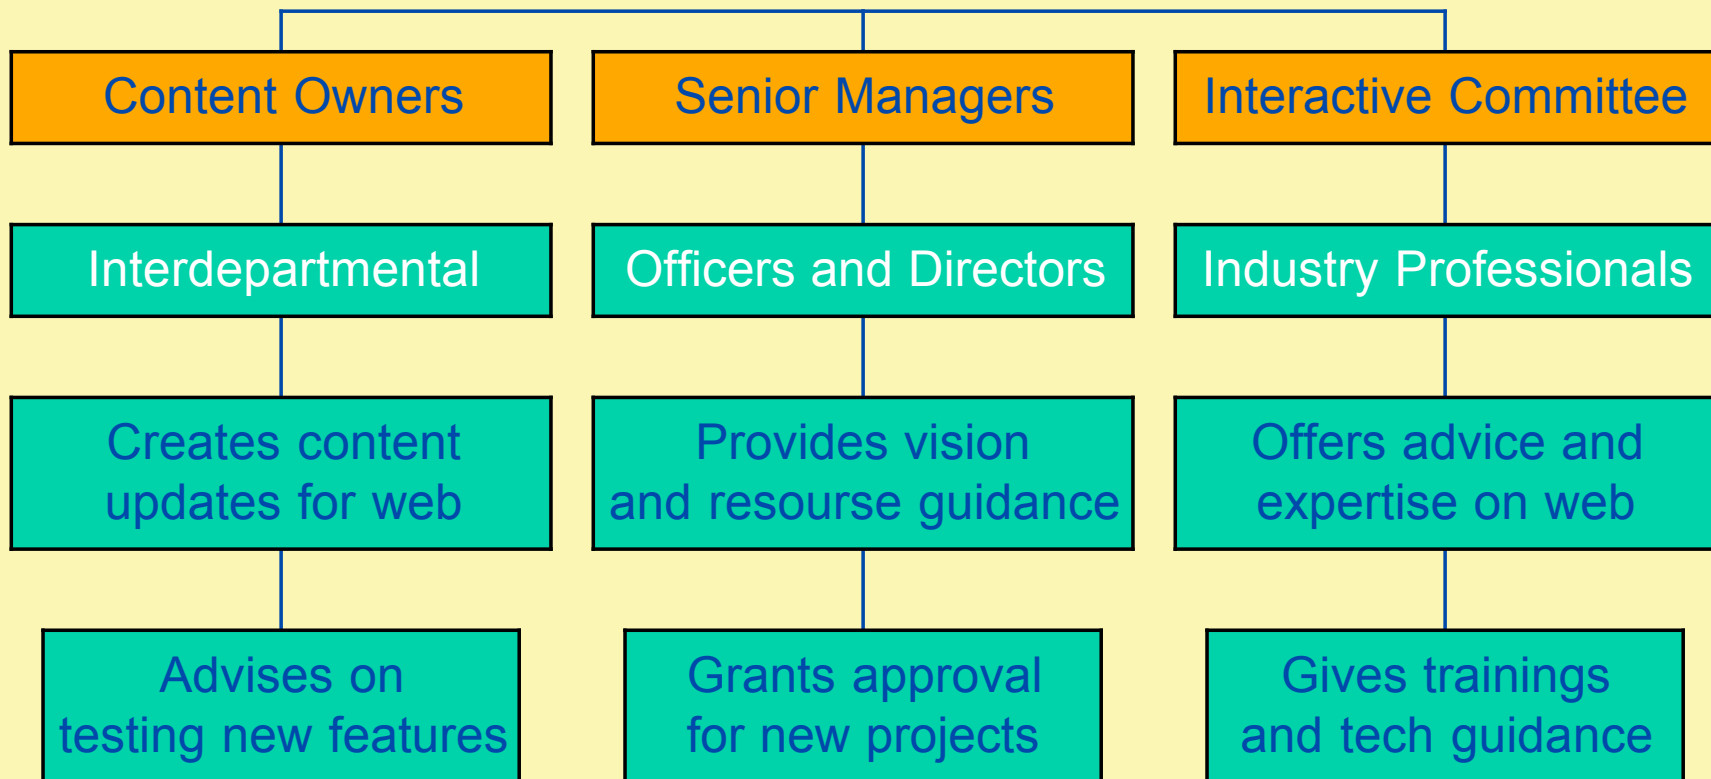 Content Owners
Senior Managers
Interactive Committee
Interdepartmental
Officers and Directors
Industry Professionals
Creates content
updates for web
Provides vision
and resourse guidance
Offers advice and
expertise on web
Advises on
testing new features
Grants approval
for new projects
Gives trainings
and tech guidance